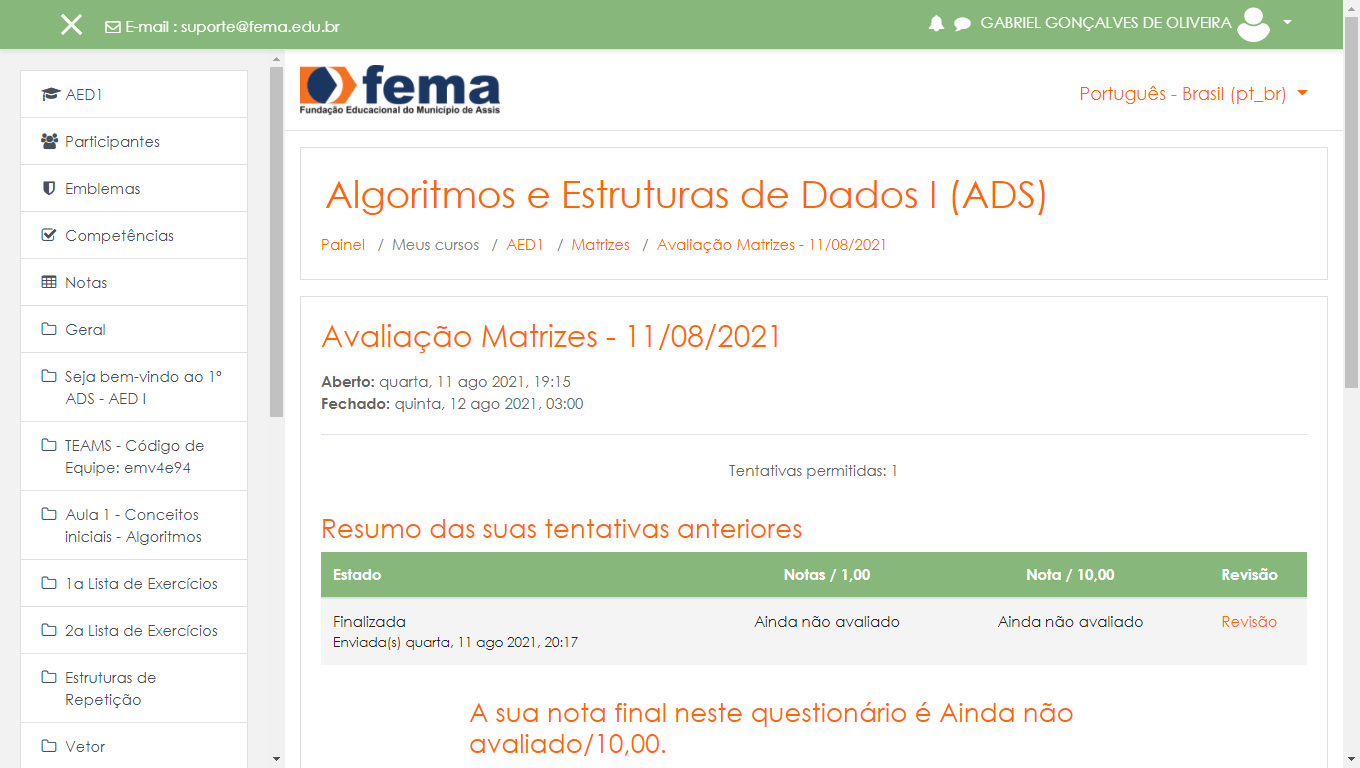 E-mail : suporte@fema.edu.br
GABRIEL GONÇALVES DE OLIVEIRA
AED1
Participantes
Emblemas
Competências
Notas
Geral
Seja bem-vindo ao 1º
ADS - AED I
TEAMS - Código de
Equipe: emv4e94
Aula 1 - Conceitos
iniciais - Algoritmos
1a Lista de Exercícios
2a Lista de Exercícios
Estruturas de
Repetição
Vetor
fema
Fundação Educacional do Município de Assis
Português - Brasil (pt_br)
Algoritmos e Estruturas de Dados I (ADS)
Painel / Meus cursos / AED1 / Matrizes / Avaliação Matrizes - 11/08/2021
Avaliação Matrizes - 11/08/2021
Aberto: quarta, 11 ago 2021, 19:15
Fechado: quinta, 12 ago 2021, 03:00
Tentativas permitidas: 1
Resumo das suas tentativas anteriores
Estado Notas / 1,00 Nota / 10,00 Revisão
Finalizada Ainda não avaliado Ainda não avaliado Revisão
Enviada(s) quarta, 11 ago 2021, 20:17
A sua nota final neste questionário é Ainda não
avaliado/10,00.